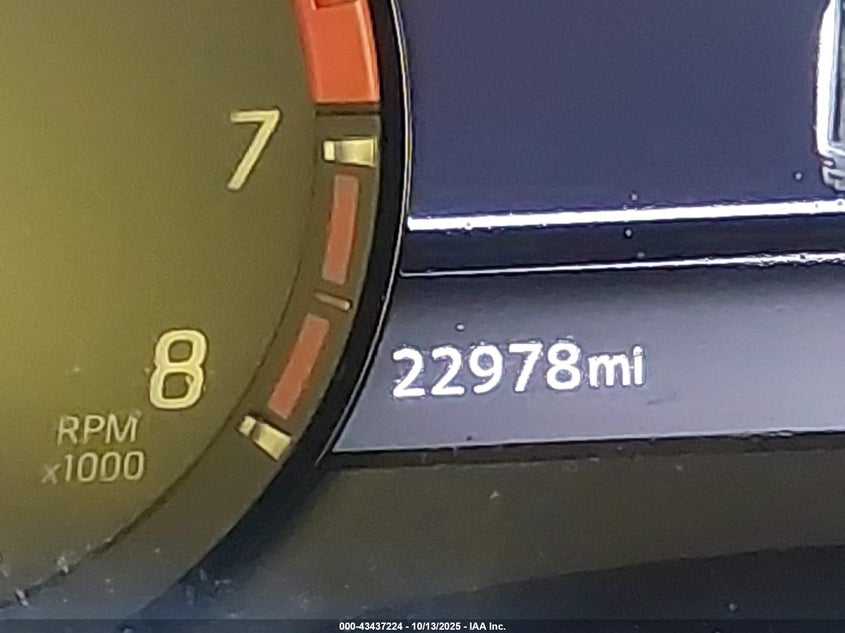 7
8
RPM
x1000
22978mi
000-43437224 - 10/13/2025 - IAA Inc.